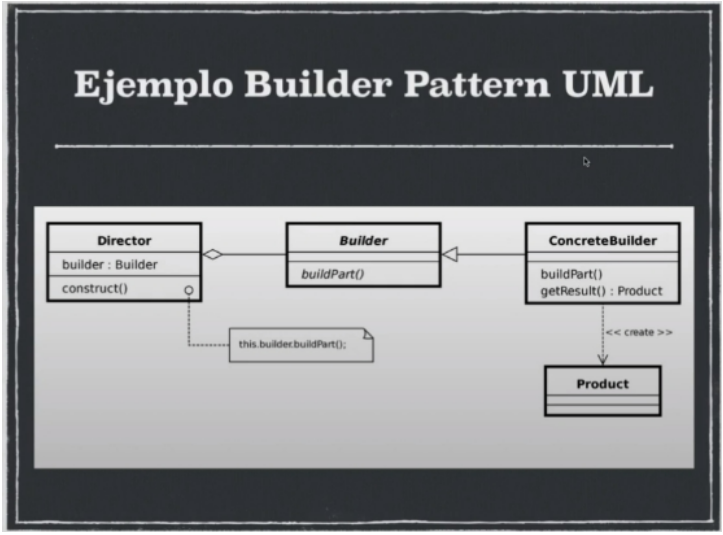 Ejemplo Builder Pattern UML
Director
builder : Builder
construct()
Builder
buildPart()
ConcreteBuilder
buildPart()
getResult() : Product
this.builder.buildPart();
<< create >>
Product